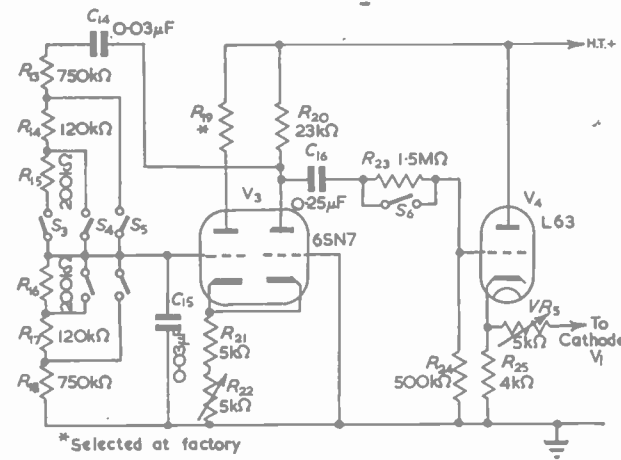 C14 0·03μF
R13 750kΩ
R14 120kΩ
R15 200kΩ
S3 S4 S5
R16 200kΩ
R17 120kΩ
R18 750kΩ
C15 0·03μF
R19 *
R20 23kΩ
C16 0·25μF
R23 1·5MΩ
S6
V3
6SN7
R21 5kΩ
R22 5kΩ
H.T.+
V4
L63
VR5 5kΩ
To Cathode V1
R24 500kΩ
R25 4kΩ
*Selected at factory